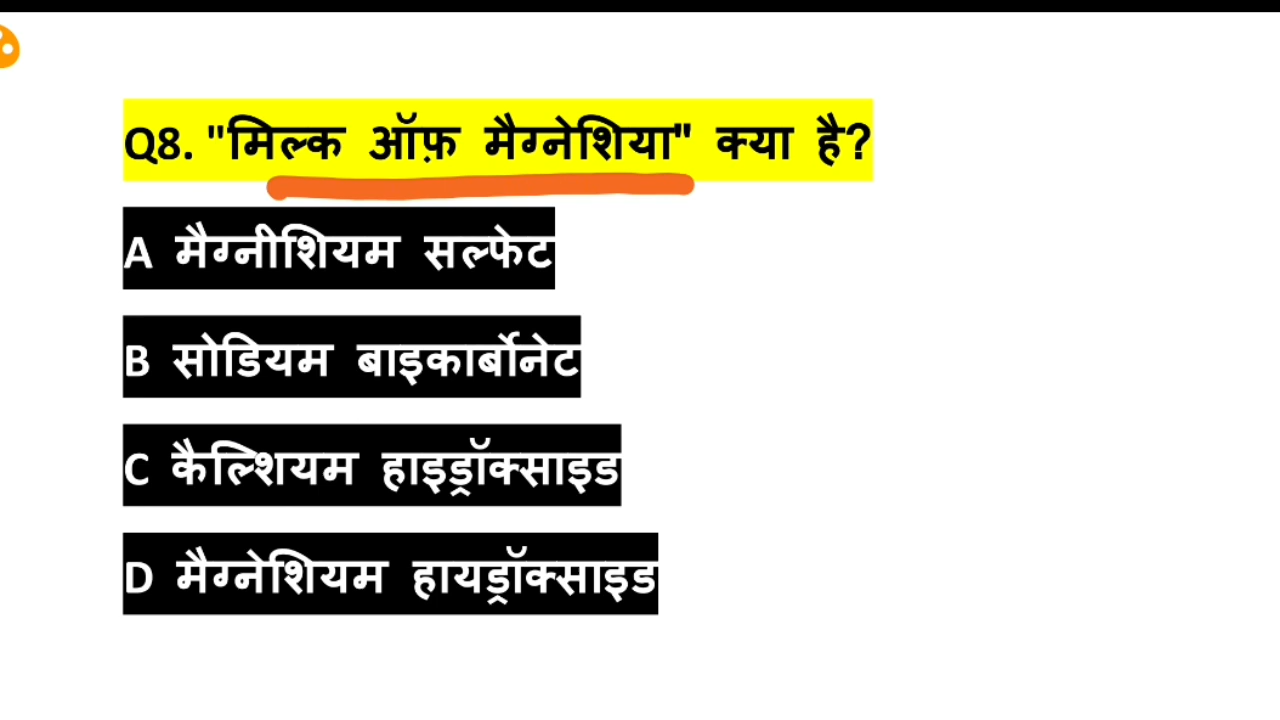 Q8. "मिल्क ऑफ़ मैग्नेशिया" क्या है?
A मैग्नीशियम सल्फेट
B सोडियम बाइकार्बोनेट
C कैल्शियम हाइड्रॉक्साइड
D मैग्नेशियम हायड्रॉक्साइड